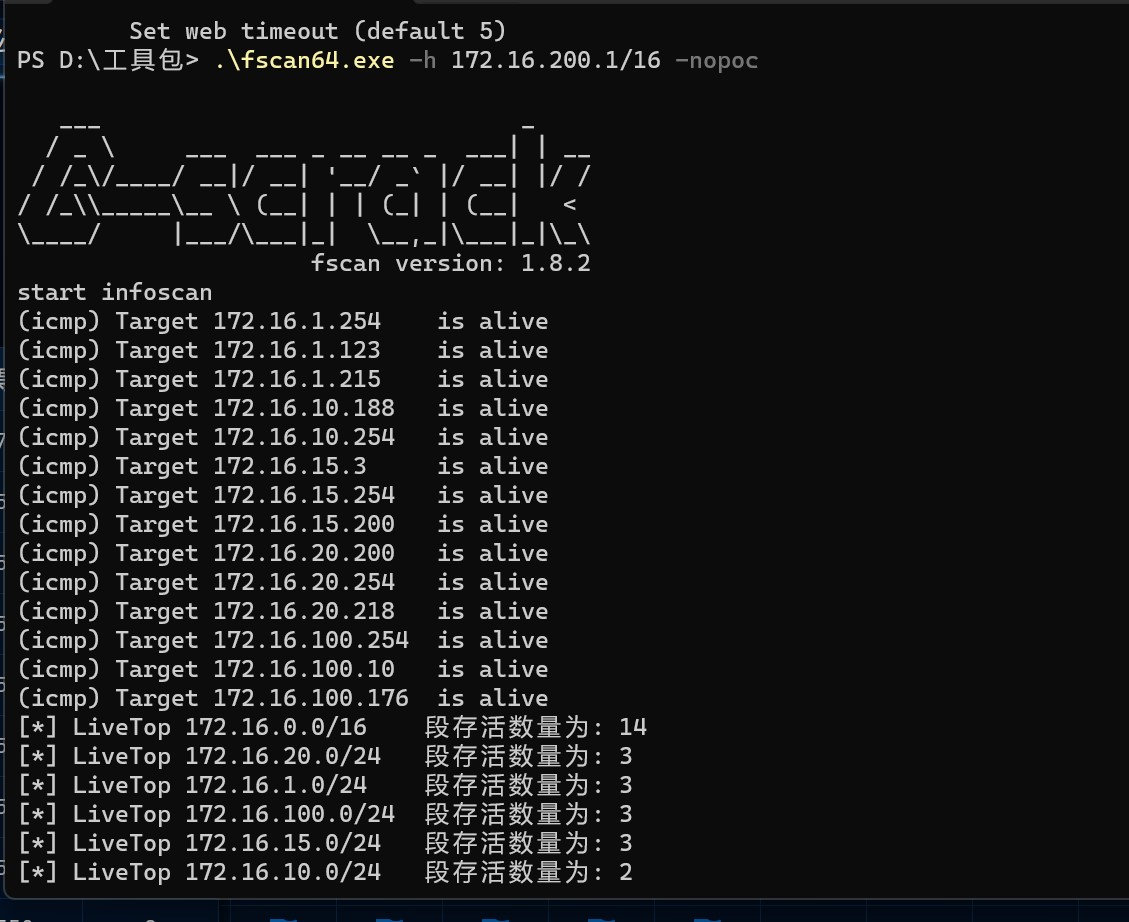 Set web timeout (default 5)
PS D:\工具包> .\fscan64.exe -h 172.16.200.1/16 -nopoc
   ___                              _
  / _ \     ___  ___ _ __ __ _  ___| | __
 / /_\/____/ __|/ __| '__/ _` |/ __| |/ /
/ /_\\_____\__ \ (__| | | (_| | (__|   <
\____/     |___/\___|_|  \__,_|\___|_|\_\
fscan version: 1.8.2
start infoscan
(icmp) Target 172.16.1.254    is alive
(icmp) Target 172.16.1.123    is alive
(icmp) Target 172.16.1.215    is alive
(icmp) Target 172.16.10.188   is alive
(icmp) Target 172.16.10.254   is alive
(icmp) Target 172.16.15.3     is alive
(icmp) Target 172.16.15.254   is alive
(icmp) Target 172.16.15.200   is alive
(icmp) Target 172.16.20.200   is alive
(icmp) Target 172.16.20.254   is alive
(icmp) Target 172.16.20.218   is alive
(icmp) Target 172.16.100.254  is alive
(icmp) Target 172.16.100.10   is alive
(icmp) Target 172.16.100.176  is alive
[*] LiveTop 172.16.0.0/16    段存活数量为: 14
[*] LiveTop 172.16.20.0/24   段存活数量为: 3
[*] LiveTop 172.16.1.0/24    段存活数量为: 3
[*] LiveTop 172.16.100.0/24  段存活数量为: 3
[*] LiveTop 172.16.15.0/24   段存活数量为: 3
[*] LiveTop 172.16.10.0/24   段存活数量为: 2